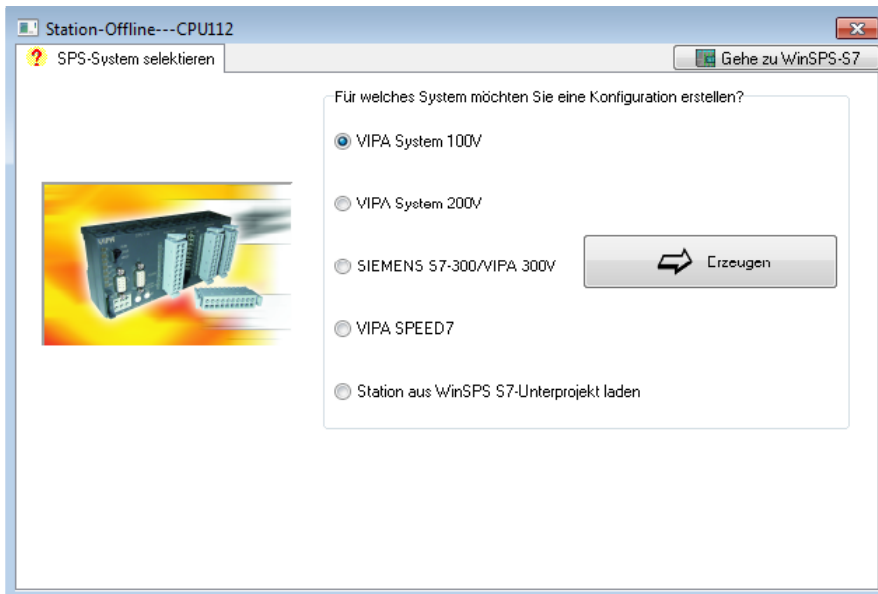 Station-Offline---CPU112
SPS-System selektieren
Gehe zu WinSPS-S7
Für welches System möchten Sie eine Konfiguration erstellen?
VIPA System 100V
VIPA System 200V
SIEMENS S7-300/VIPA 300V
Erzeugen
VIPA SPEED7
Station aus WinSPS S7-Unterprojekt laden
VIPA